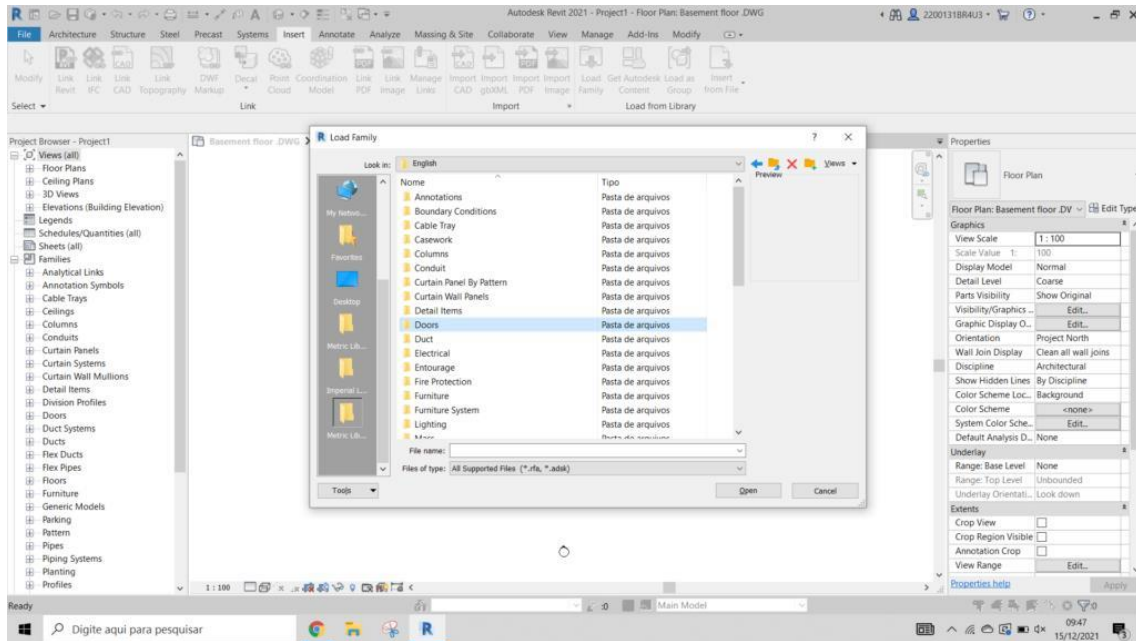 Autodesk Revit 2021 - Project1 - Floor Plan: Basement floor .DWG
2200131BR4U3
File Architecture Structure Steel Precast Systems Insert Annotate Analyze Massing & Site Collaborate View Manage Add-Ins Modify
Modify Link Revit Link IFC Link CAD Link Topography DWF Markup Decal Point Cloud Coordination Model Link PDF Link Image Manage Links Import CAD Import gbXML Import PDF Import Image Load Family Get Autodesk Content Load as Group Insert from File
Select Link Import Load from Library
Project Browser - Project1
Views (all)
Floor Plans
Ceiling Plans
3D Views
Elevations (Building Elevation)
Legends
Schedules/Quantities (all)
Sheets (all)
Families
Analytical Links
Annotation Symbols
Cable Trays
Ceilings
Columns
Conduits
Curtain Panels
Curtain Systems
Curtain Wall Mullions
Detail Items
Division Profiles
Doors
Duct Systems
Ducts
Flex Ducts
Flex Pipes
Floors
Furniture
Generic Models
Parking
Pattern
Pipes
Piping Systems
Planting
Profiles
Basement floor .DWG
Load Family
Look in: English
Views
Preview
My Netwo...
Favorites
Desktop
Metric Lib...
Imperial L...
Metric Lib...
Nome Tipo
Annotations Pasta de arquivos
Boundary Conditions Pasta de arquivos
Cable Tray Pasta de arquivos
Casework Pasta de arquivos
Columns Pasta de arquivos
Conduit Pasta de arquivos
Curtain Panel By Pattern Pasta de arquivos
Curtain Wall Panels Pasta de arquivos
Detail Items Pasta de arquivos
Doors Pasta de arquivos
Duct Pasta de arquivos
Electrical Pasta de arquivos
Entourage Pasta de arquivos
Fire Protection Pasta de arquivos
Furniture Pasta de arquivos
Furniture System Pasta de arquivos
Lighting Pasta de arquivos
File name:
Files of type: All Supported Files (*.rfa, *.adsk)
Tools Open Cancel
Properties
Floor Plan
Floor Plan: Basement floor .DV Edit Type
Graphics
View Scale 1 : 100
Scale Value 1: 100
Display Model Normal
Detail Level Coarse
Parts Visibility Show Original
Visibility/Graphics ... Edit...
Graphic Display O... Edit...
Orientation Project North
Wall Join Display Clean all wall joins
Discipline Architectural
Show Hidden Lines By Discipline
Color Scheme Loc... Background
Color Scheme <none>
System Color Sche... Edit...
Default Analysis D... None
Underlay
Range: Base Level None
Range: Top Level Unbounded
Underlay Orientati... Look down
Extents
Crop View
Crop Region Visible
Annotation Crop
View Range Edit...
Properties help Apply
1 : 100
Ready
:0 Main Model
:0
Digite aqui para pesquisar
09:47
15/12/2021